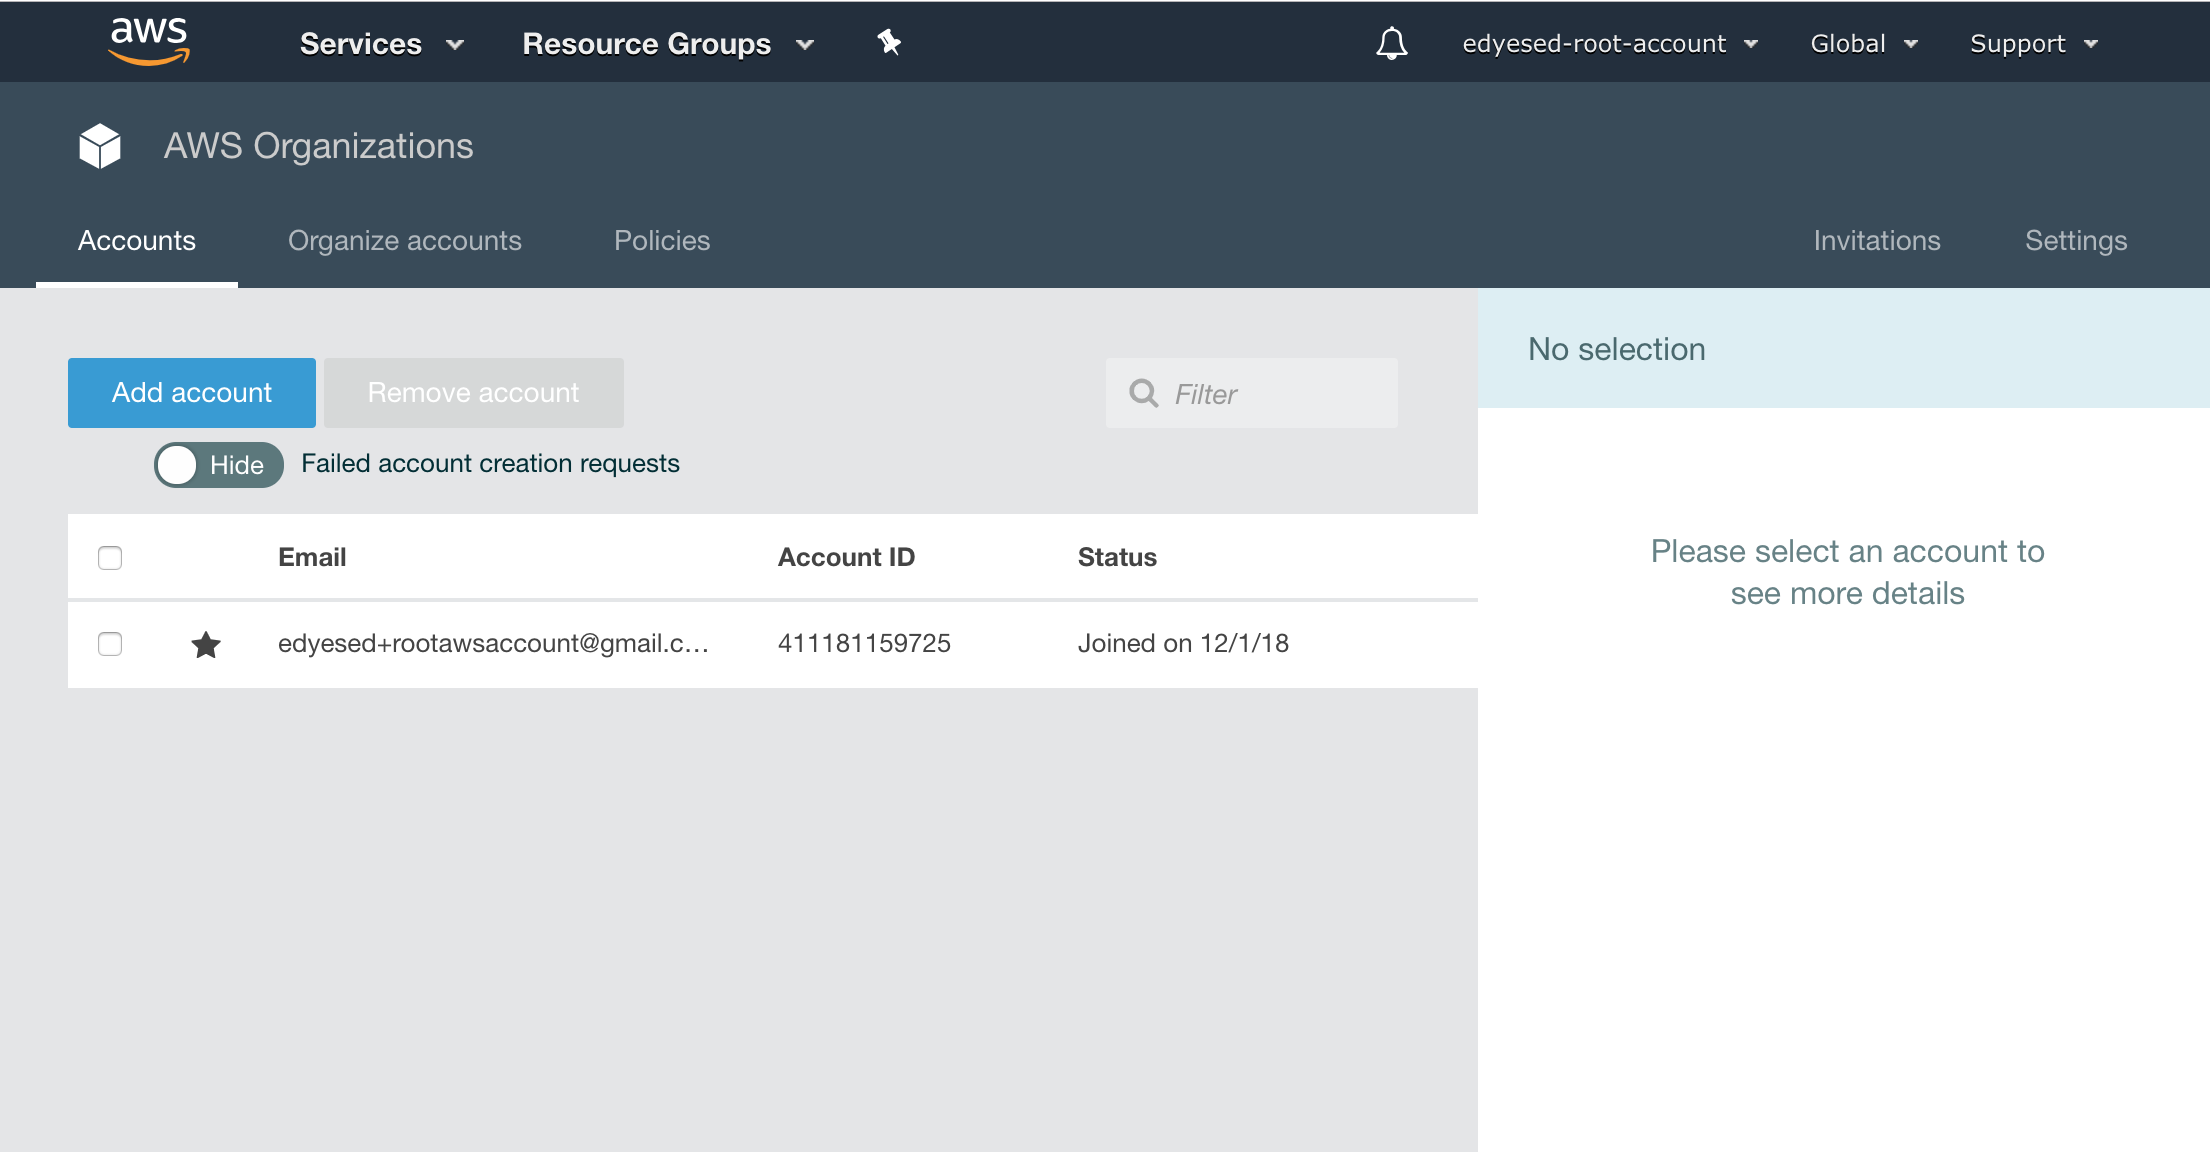 aws Services Resource Groups edyesed-root-account Global Support
AWS Organizations
Accounts Organize accounts Policies Invitations Settings
Add account Remove account Filter
No selection
Hide Failed account creation requests
Email Account ID Status
edyesed+rootawsaccount@gmail.c... 411181159725 Joined on 12/1/18
Please select an account to
see more details